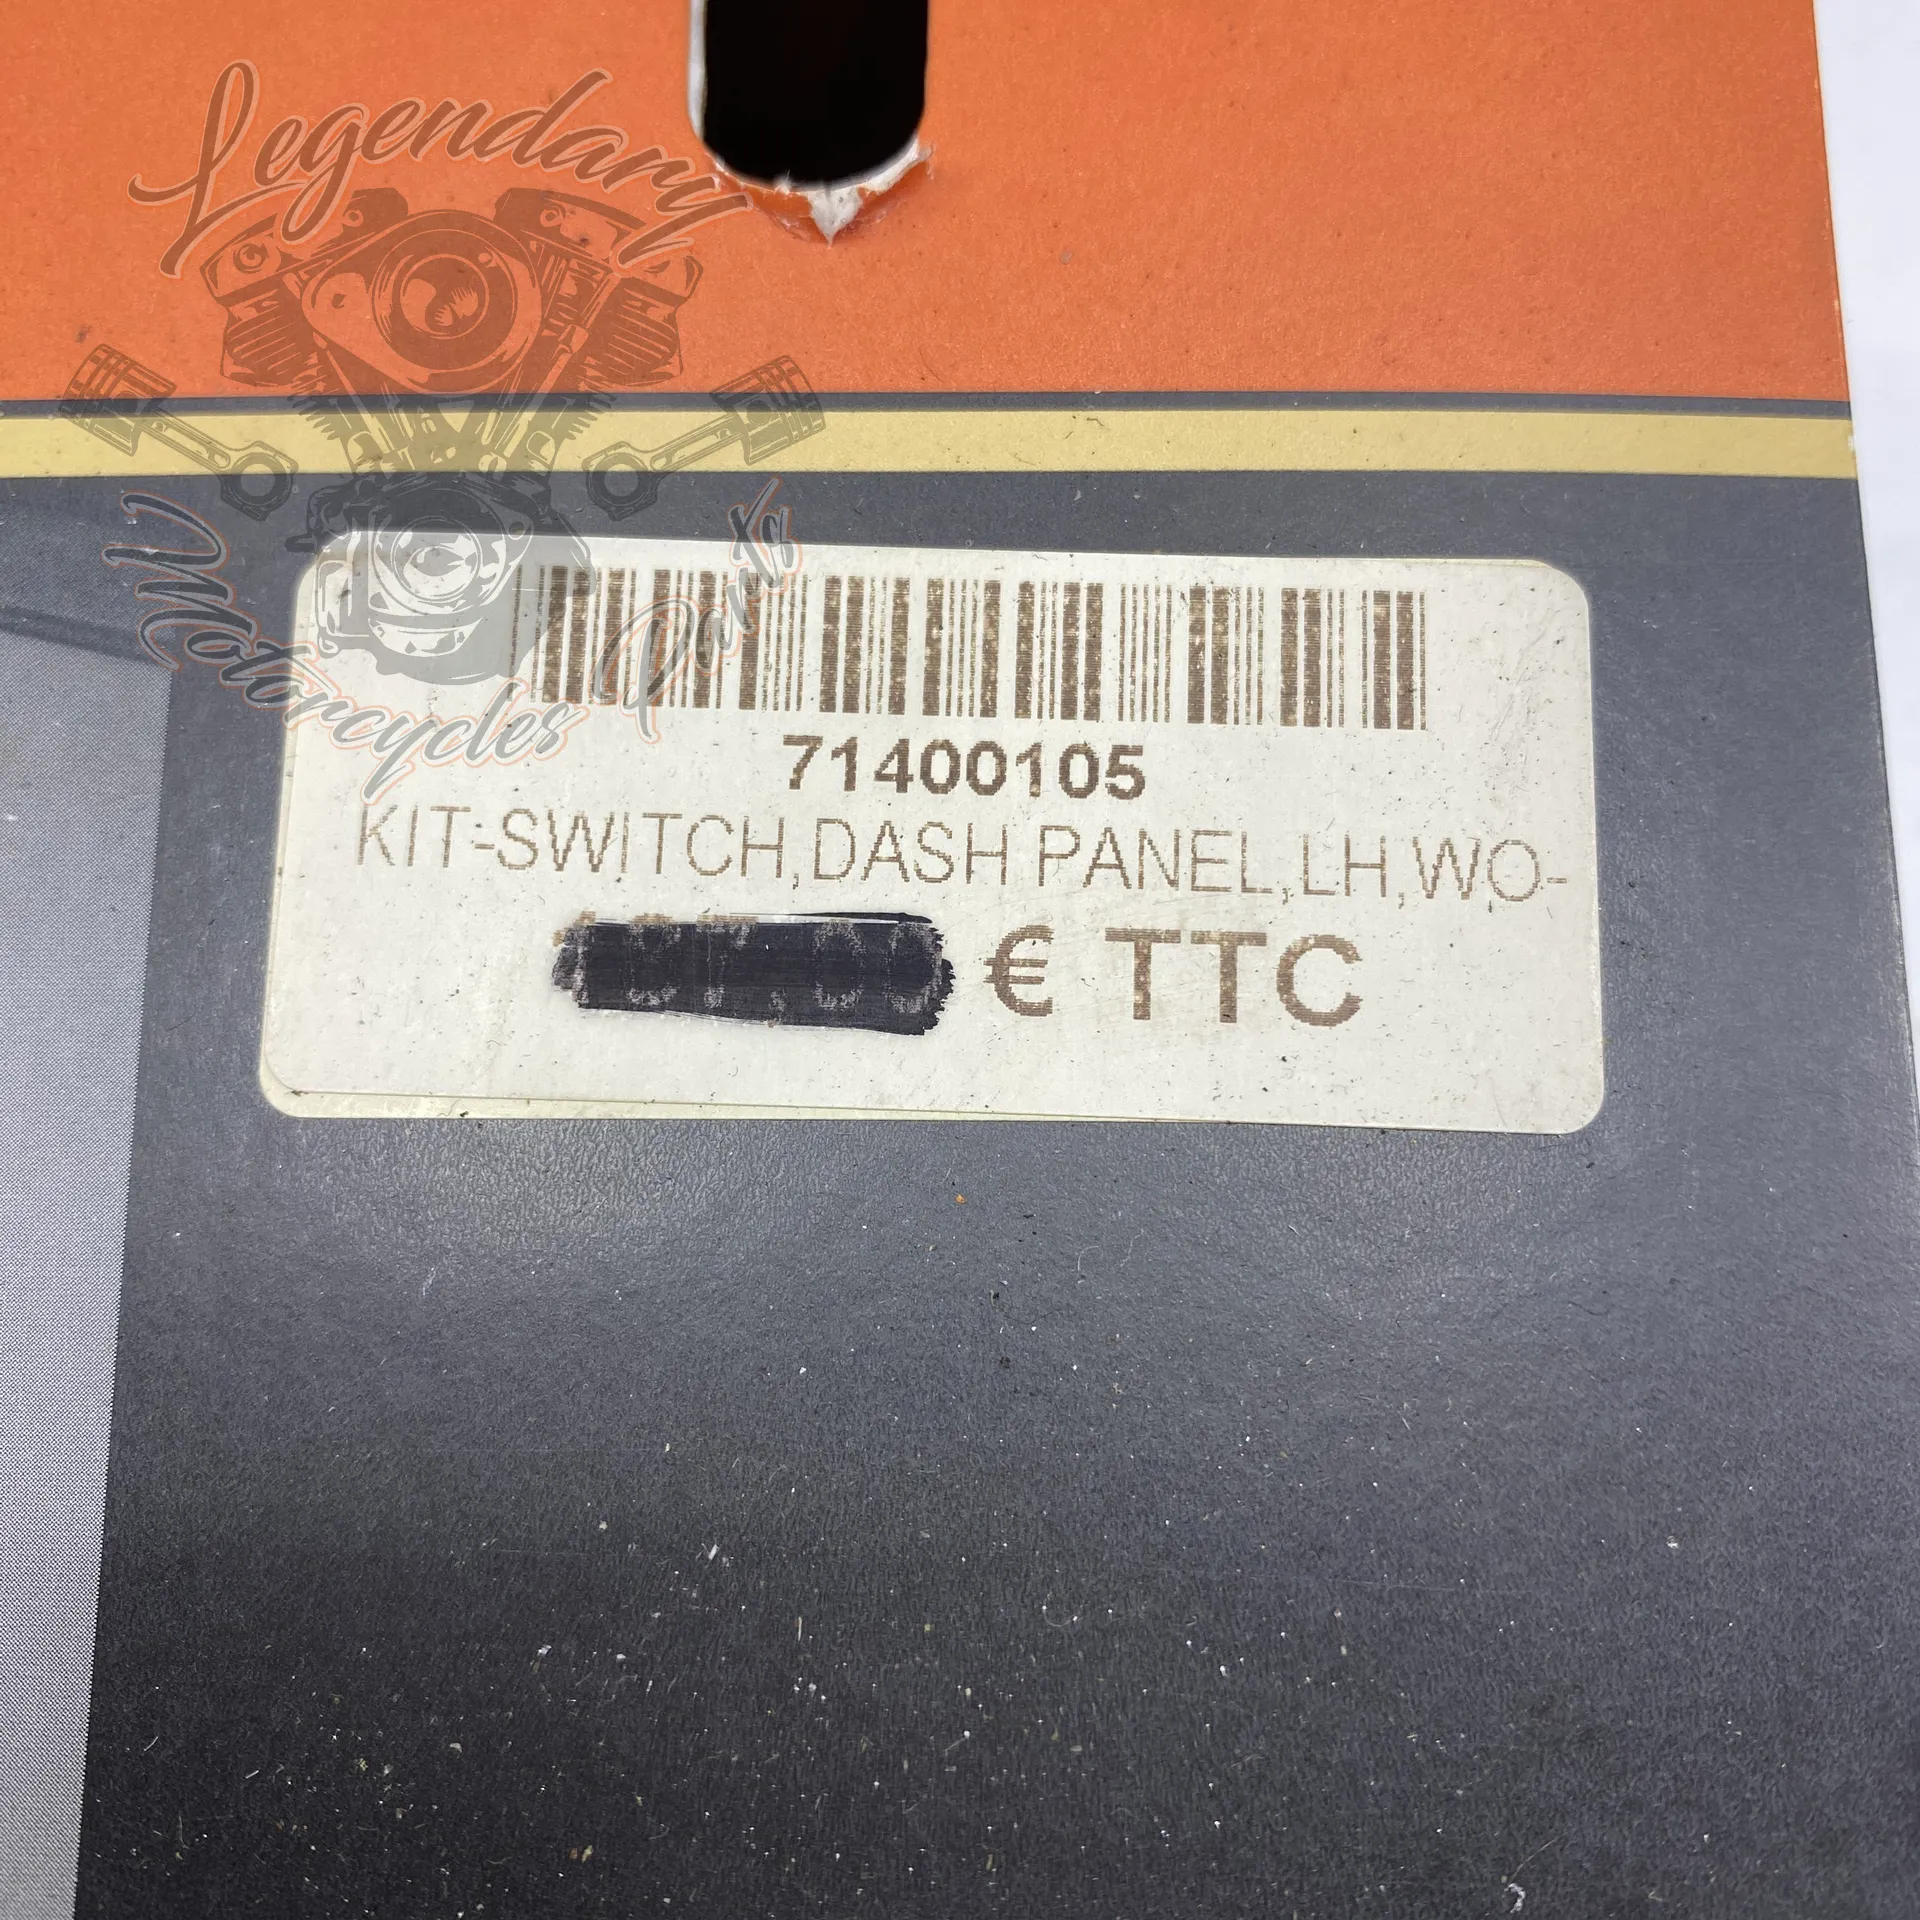 Legendary
Motorcycles Parts
71400105
KIT-SWITCH,DASH PANEL,LH,WO-
€ TTC